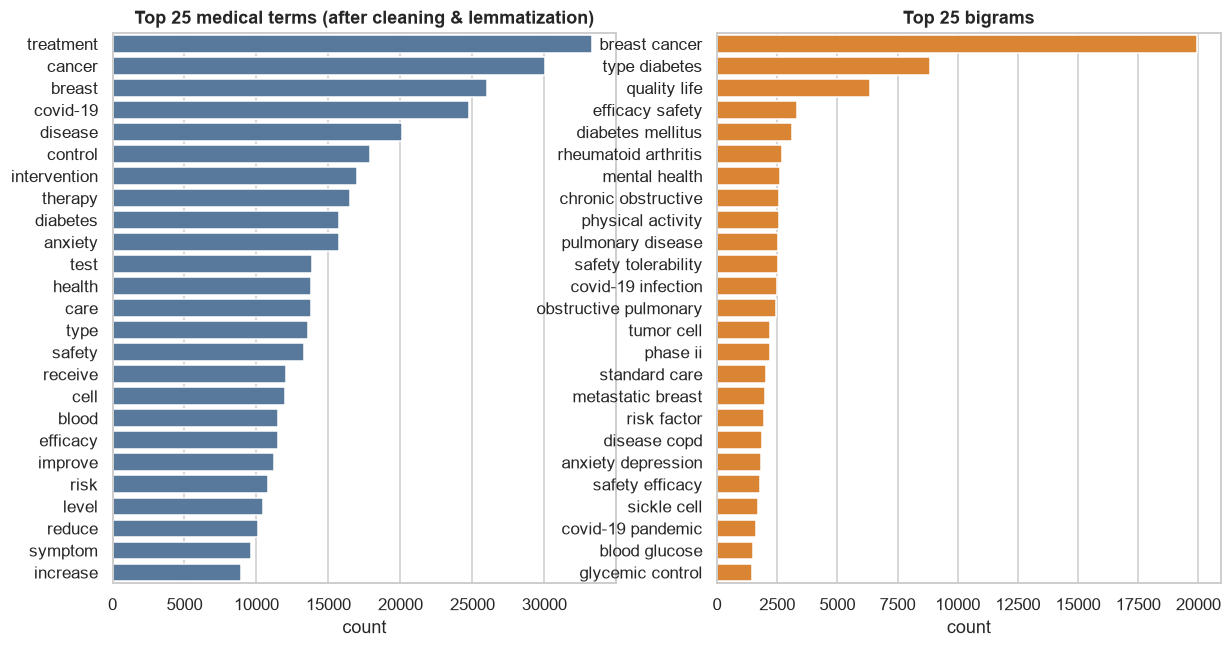 Top 25 medical terms (after cleaning & lemmatization)
treatment
cancer
breast
covid-19
disease
control
intervention
therapy
diabetes
anxiety
test
health
care
type
safety
receive
cell
blood
efficacy
improve
risk
level
reduce
symptom
increase
0 5000 10000 15000 20000 25000 30000
count
Top 25 bigrams
breast cancer
type diabetes
quality life
efficacy safety
diabetes mellitus
rheumatoid arthritis
mental health
chronic obstructive
physical activity
pulmonary disease
safety tolerability
covid-19 infection
obstructive pulmonary
tumor cell
phase ii
standard care
metastatic breast
risk factor
disease copd
anxiety depression
safety efficacy
sickle cell
covid-19 pandemic
blood glucose
glycemic control
0 2500 5000 7500 10000 12500 15000 17500 20000
count